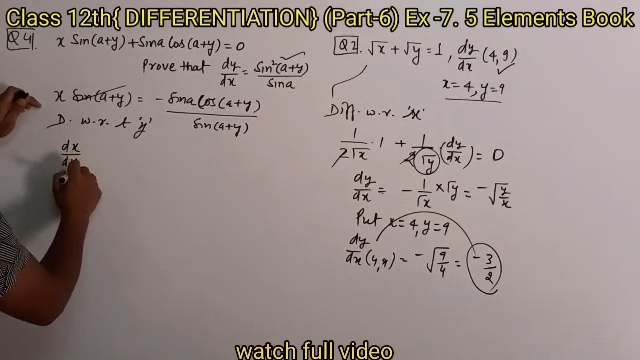 Class 12th{ DIFFERENTIATION} (Part-6) Ex -7. 5 Elements Book
Q 4 x Sin(a+y) + Sina Cos(a+y) = 0
Prove that dy/dx = Sin²(a+y)/Sina
x Sin(a+y) = - Sina Cos(a+y)/Sin(a+y)
D. w.r.t 'y'
dx/d
√x + √y = 1, dy/dx (4,9)
x=4, y=9
Diff. w.r. 'x'
1/2√x · 1 + 1/2√y (dy/dx) = 0
dy/dx = - 1/√x × √y = -√y/x
Put x=4, y=9
dy/dx (4,9) = -√9/4 = -3/2
watch full video